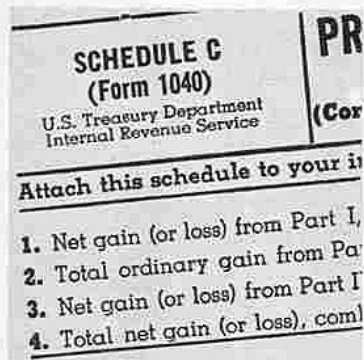 SCHEDULE C
(Form 1040)
U.S. Treasury Department
Internal Revenue Service
PR
(Cor
Attach this schedule to your i
1. Net gain (or loss) from Part I,
2. Total ordinary gain from Pa
3. Net gain (or loss) from Part I
4. Total net gain (or loss), com